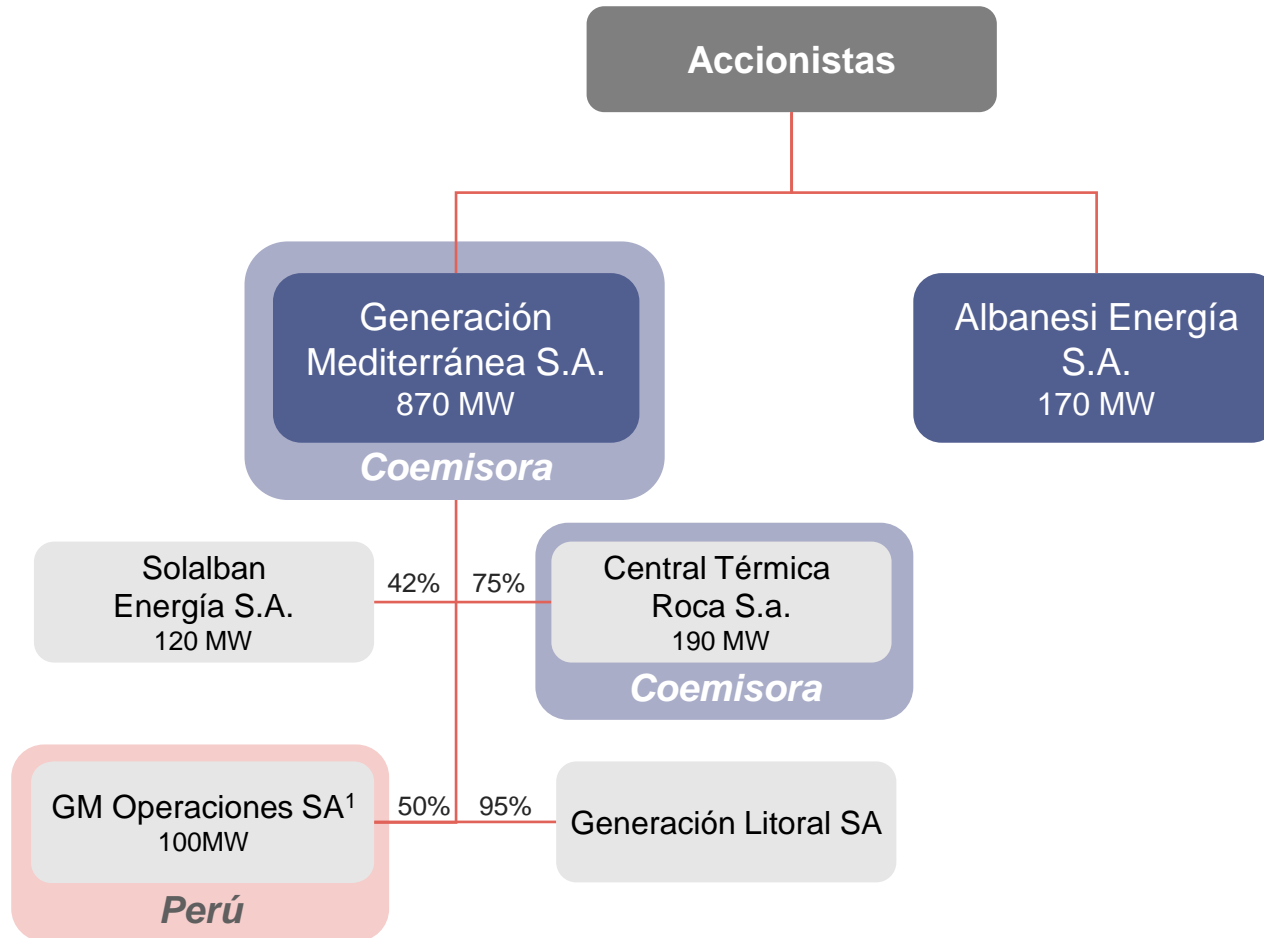 Accionistas
Generación
Mediterránea S.A.
870 MW
Coemisora
Albanesi Energía
S.A.
170 MW
Solalban
Energía S.A.
120 MW
42%
75%
Central Térmica
Roca S.a.
190 MW
Coemisora
GM Operaciones SA¹
100MW
Perú
50%
95%
Generación Litoral SA